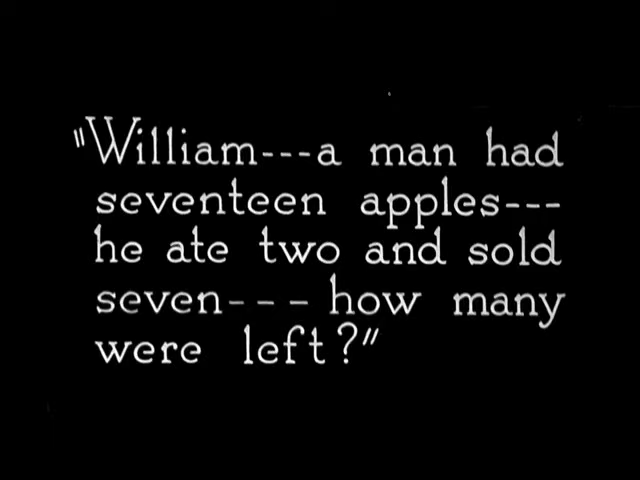 "William---a man had
seventeen apples---
he ate two and sold
seven--- how many
were left?"